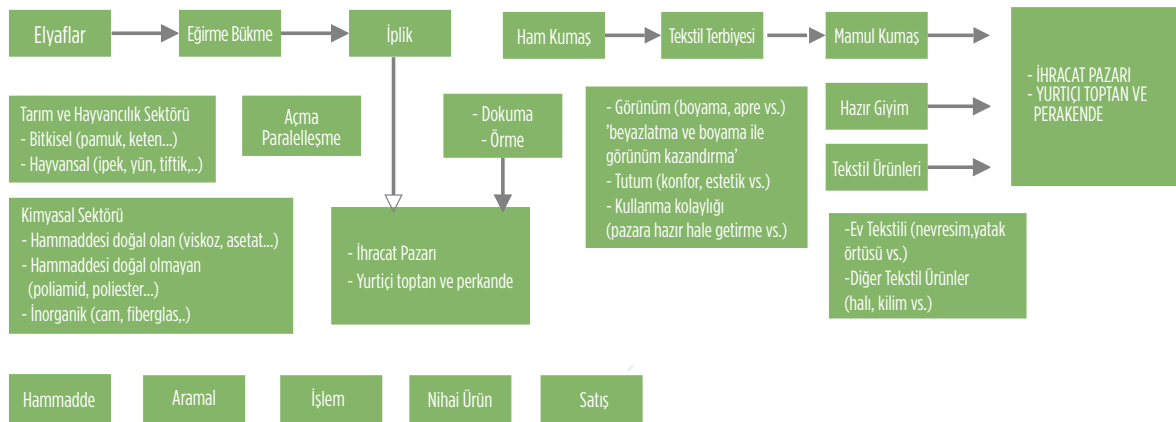 Elyaflar
Eğirme Bükme
İplik
Ham Kumaş
Tekstil Terbiyesi
Mamul Kumaş
- İHRACAT PAZARI
- YURTİÇI TOPTAN VE
PERAKENDE
Hazır Giyim
Tekstil Ürünleri
Tarım ve Hayvancılık Sektörü
- Bitkisel (pamuk, keten...)
- Hayvansal (ipek, yün, tiftik,..)
Açma
Paralelleşme
- Dokuma
- Örme
- Görünüm (boyama, apre vs.)
'beyazlatma ve boyama ile
görünüm kazandırma'
- Tutum (konfor, estetik vs.)
- Kullanma kolaylığı
(pazara hazır hale getirme vs.)
Kimyasal Sektörü
- Hammaddesi doğal olan (viskoz, asetat...)
- Hammaddesi doğal olmayan
(poliamid, poliester...)
- İnorganik (cam, fiberglas,.)
- İhracat Pazarı
- Yurtiçi toptan ve perkande
-Ev Tekstili (nevresim,yatak
örtüsü vs.)
-Diğer Tekstil Ürünler
(halı, kilim vs.)
Hammadde
Aramal
İşlem
Nihai Ürün
Satış